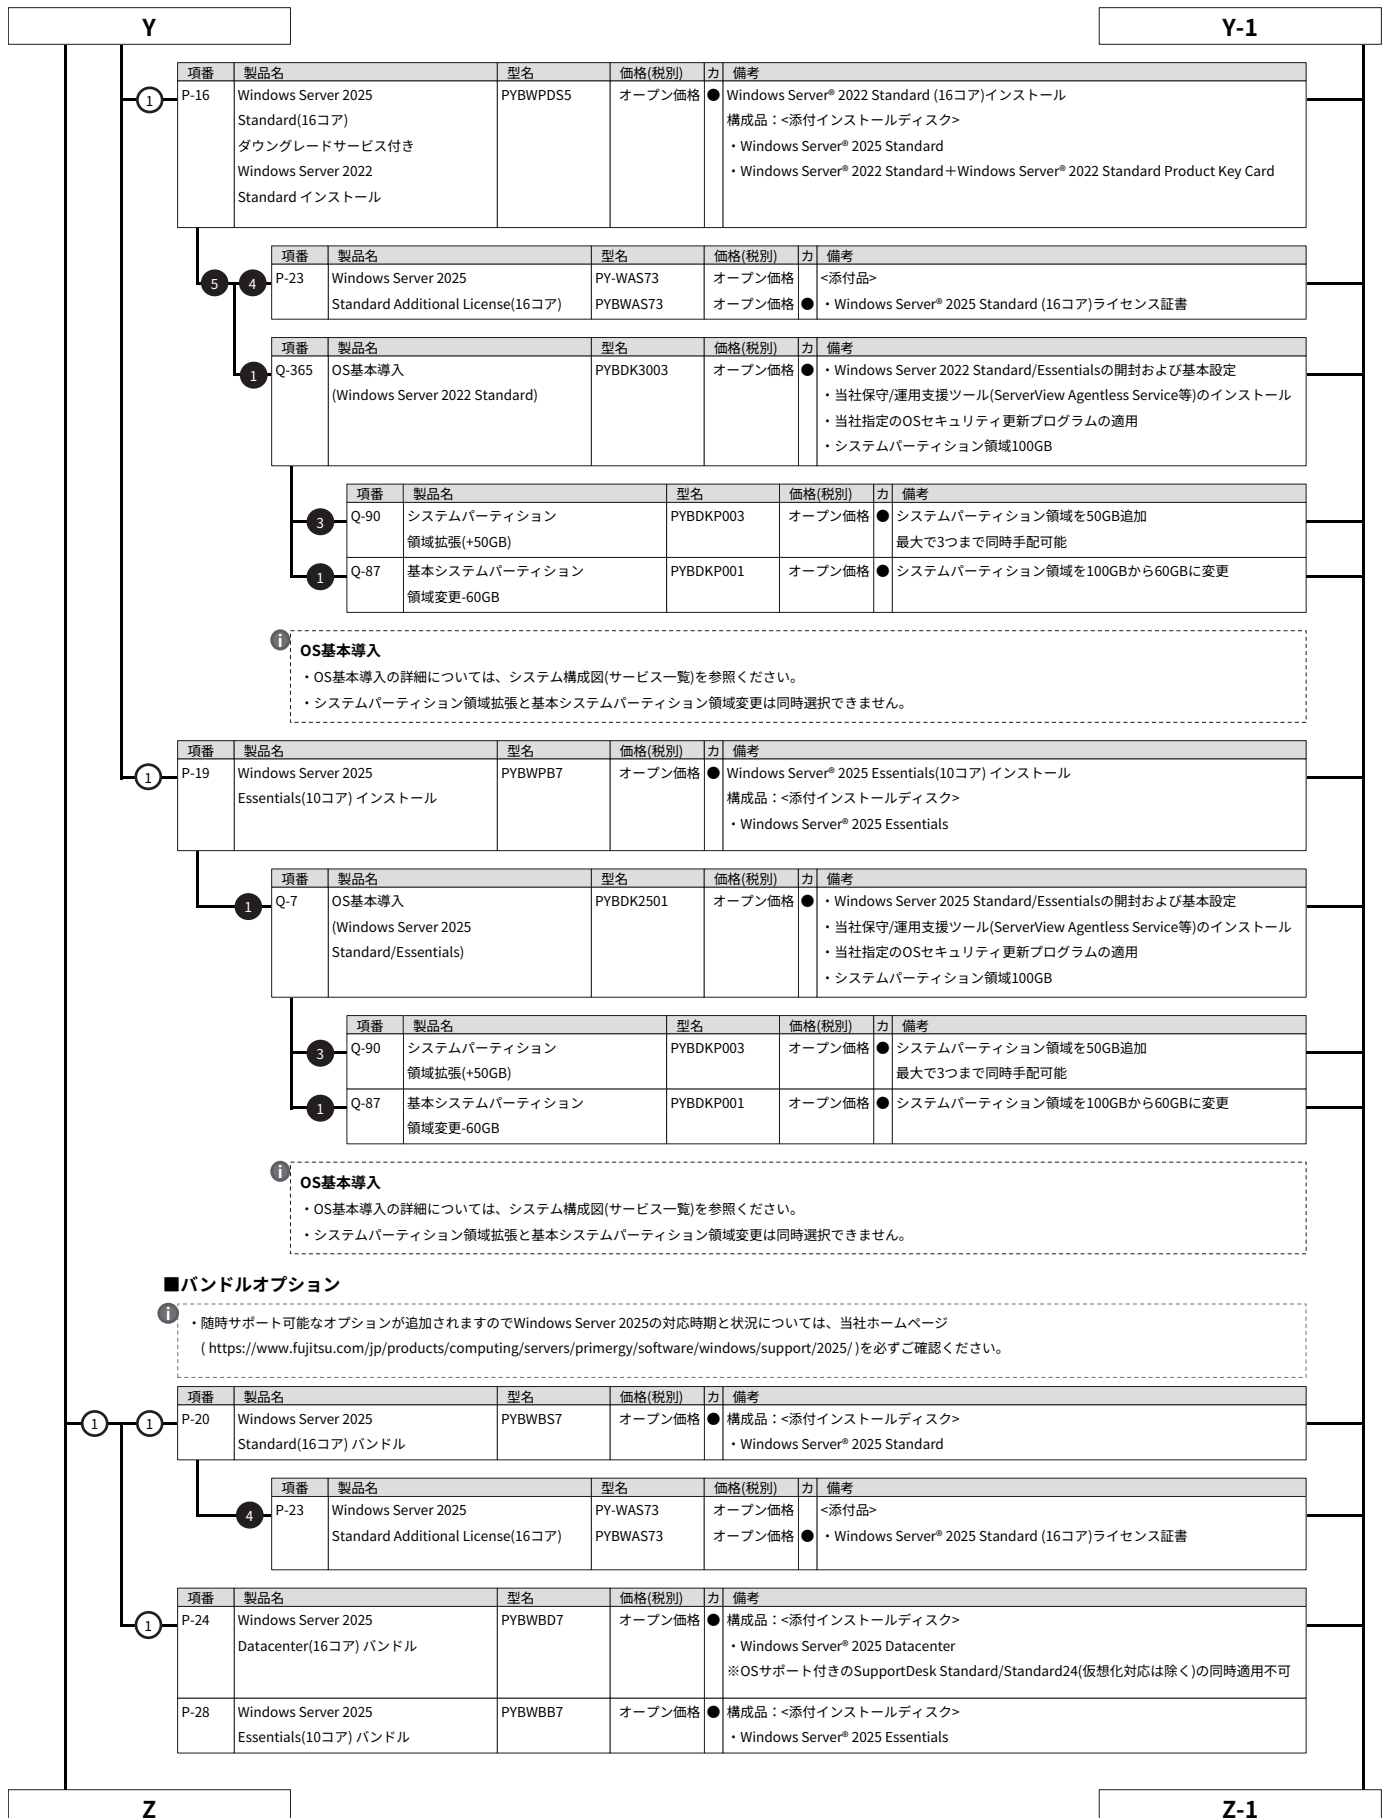 Y
Y-1
項番 製品名 型名 価格(税別) カ 備考
1 P-16 Windows Server 2025 PYBWPDS5 オープン価格 ● Windows Server® 2022 Standard (16コア)インストール
Standard(16コア) 構成品：<添付インストールディスク>
ダウングレードサービス付き ・Windows Server® 2025 Standard
Windows Server 2022 ・Windows Server® 2022 Standard＋Windows Server® 2022 Standard Product Key Card
Standard インストール
項番 製品名 型名 価格(税別) カ 備考
5 4 P-23 Windows Server 2025 PY-WAS73 オープン価格 <添付品>
Standard Additional License(16コア) PYBWAS73 オープン価格 ● ・Windows Server® 2025 Standard (16コア)ライセンス証書
項番 製品名 型名 価格(税別) カ 備考
1 Q-365 OS基本導入 PYBDK3003 オープン価格 ● ・Windows Server 2022 Standard/Essentialsの開封および基本設定
(Windows Server 2022 Standard) ・当社保守/運用支援ツール(ServerView Agentless Service等)のインストール
・当社指定のOSセキュリティ更新プログラムの適用
・システムパーティション領域100GB
項番 製品名 型名 価格(税別) カ 備考
3 Q-90 システムパーティション PYBDKP003 オープン価格 ● システムパーティション領域を50GB追加
領域拡張(+50GB) 最大で3つまで同時手配可能
1 Q-87 基本システムパーティション PYBDKP001 オープン価格 ● システムパーティション領域を100GBから60GBに変更
領域変更-60GB
i
OS基本導入
・OS基本導入の詳細については、システム構成図(サービス一覧)を参照ください。
・システムパーティション領域拡張と基本システムパーティション領域変更は同時選択できません。
項番 製品名 型名 価格(税別) カ 備考
1 P-19 Windows Server 2025 PYBWPB7 オープン価格 ● Windows Server® 2025 Essentials(10コア) インストール
Essentials(10コア) インストール 構成品：<添付インストールディスク>
・Windows Server® 2025 Essentials
項番 製品名 型名 価格(税別) カ 備考
1 Q-7 OS基本導入 PYBDK2501 オープン価格 ● ・Windows Server 2025 Standard/Essentialsの開封および基本設定
(Windows Server 2025 ・当社保守/運用支援ツール(ServerView Agentless Service等)のインストール
Standard/Essentials) ・当社指定のOSセキュリティ更新プログラムの適用
・システムパーティション領域100GB
項番 製品名 型名 価格(税別) カ 備考
3 Q-90 システムパーティション PYBDKP003 オープン価格 ● システムパーティション領域を50GB追加
領域拡張(+50GB) 最大で3つまで同時手配可能
1 Q-87 基本システムパーティション PYBDKP001 オープン価格 ● システムパーティション領域を100GBから60GBに変更
領域変更-60GB
i
OS基本導入
・OS基本導入の詳細については、システム構成図(サービス一覧)を参照ください。
・システムパーティション領域拡張と基本システムパーティション領域変更は同時選択できません。
■バンドルオプション
i
・随時サポート可能なオプションが追加されますのでWindows Server 2025の対応時期と状況については、当社ホームページ
( https://www.fujitsu.com/jp/products/computing/servers/primergy/software/windows/support/2025/ )を必ずご確認ください。
項番 製品名 型名 価格(税別) カ 備考
1 1 P-20 Windows Server 2025 PYBWBS7 オープン価格 ● 構成品：<添付インストールディスク>
Standard(16コア) バンドル ・Windows Server® 2025 Standard
項番 製品名 型名 価格(税別) カ 備考
4 P-23 Windows Server 2025 PY-WAS73 オープン価格 <添付品>
Standard Additional License(16コア) PYBWAS73 オープン価格 ● ・Windows Server® 2025 Standard (16コア)ライセンス証書
項番 製品名 型名 価格(税別) カ 備考
1 P-24 Windows Server 2025 PYBWBD7 オープン価格 ● 構成品：<添付インストールディスク>
Datacenter(16コア) バンドル ・Windows Server® 2025 Datacenter
※OSサポート付きのSupportDesk Standard/Standard24(仮想化対応は除く)の同時適用不可
P-28 Windows Server 2025 PYBWBB7 オープン価格 ● 構成品：<添付インストールディスク>
Essentials(10コア) バンドル ・Windows Server® 2025 Essentials
Z
Z-1